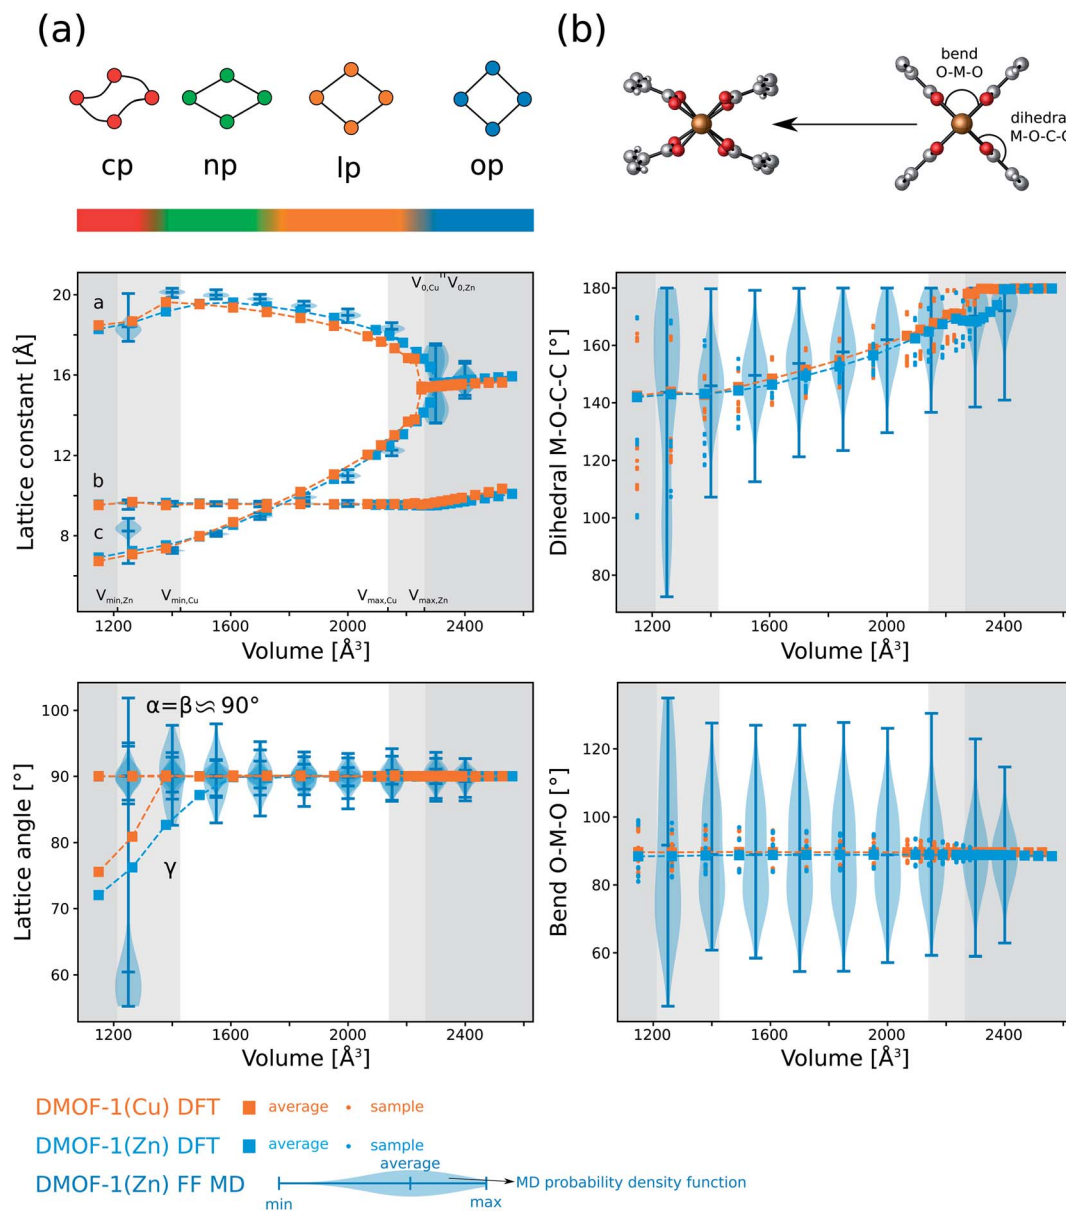 (a)
cp np lp op
(b)
bend
O-M-O
dihedra
M-O-C-C
Lattice constant [Å]
20
16
12
8
a
b
c
V0,Cu "V0,Zn
Vmin,Zn Vmin,Cu Vmax,Cu Vmax,Zn
1200 1600 2000 2400
Volume [Å³]
Dihedral M-O-C-C [°]
180
160
140
120
100
80
1200 1600 2000 2400
Volume [Å³]
Lattice angle [°]
100
90
80
70
60
α=β≌90°
γ
1200 1600 2000 2400
Volume [Å³]
Bend O-M-O [°]
120
100
80
60
1200 1600 2000 2400
Volume [Å³]
DMOF-1(Cu) DFT average sample
DMOF-1(Zn) DFT average sample
average
DMOF-1(Zn) FF MD MD probability density function
min max